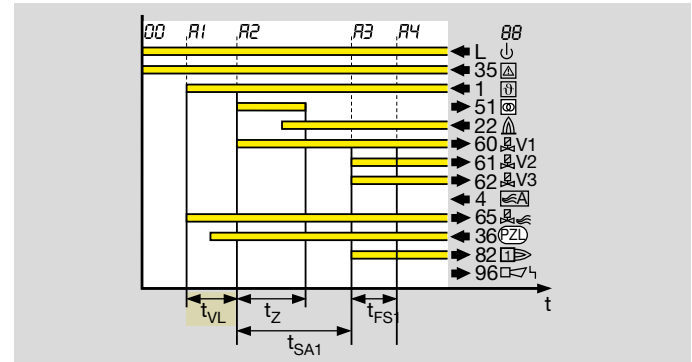 00 A1 A2 A3 A4 88
L
35
1
51
22
60 V1
61 V2
62 V3
4 A
65
36 PZL
82 1
96
t
tVL tZ tFS1
tSA1